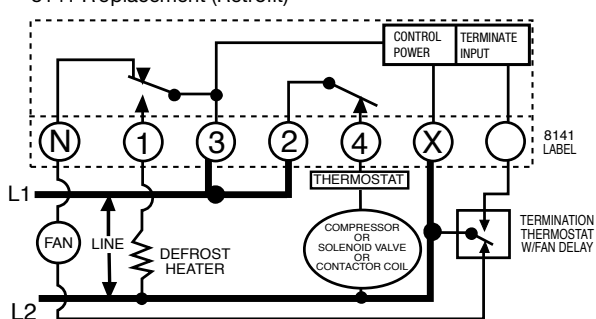 8141 Replacement (Retrofit)
CONTROL
POWER
TERMINATE
INPUT
N
1
3
2
4
X
8141
LABEL
THERMOSTAT
L1
FAN
LINE
DEFROST
HEATER
COMPRESSOR
OR
SOLENOID VALVE
OR
CONTACTOR COIL
TERMINATION
THERMOSTAT
W/FAN DELAY
L2